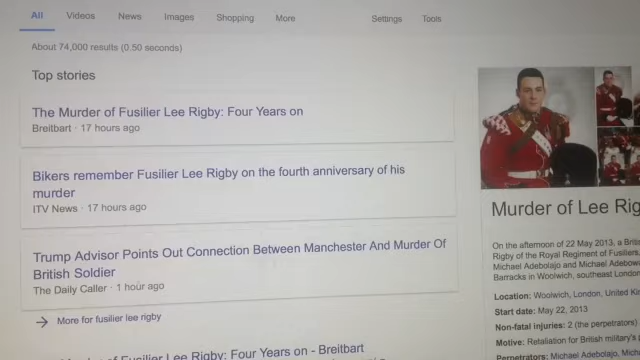 All Videos News Images Shopping More Settings Tools
About 74,000 results (0.50 seconds)
Top stories
The Murder of Fusilier Lee Rigby: Four Years on
Breitbart · 17 hours ago
Bikers remember Fusilier Lee Rigby on the fourth anniversary of his
murder
ITV News · 17 hours ago
Trump Advisor Points Out Connection Between Manchester And Murder Of
British Soldier
The Daily Caller · 1 hour ago
More for fusilier lee rigby
of Fusilier Lee Rigby: Four Years on - Breitbart
Murder of Lee Rig
On the afternoon of 22 May 2013, a Briti
Rigby of the Royal Regiment of Fusiliers,
Michael Adebolajo and Michael Adebowa
Barracks in Woolwich, southeast London
Location: Woolwich, London, United Ki
Start date: May 22, 2013
Non-fatal injuries: 2 (the perpetrators)
Motive: Retaliation for British military's
Perpetrators: Michael Adebolajo, Mich